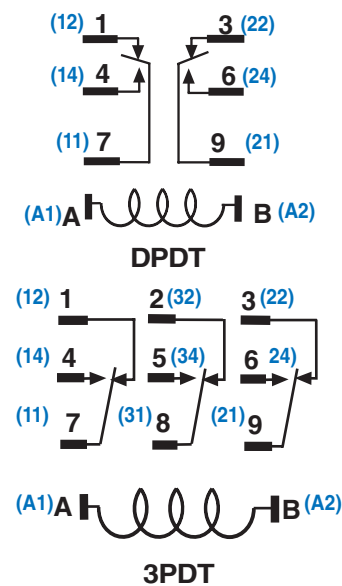 (12) 1 3 (22)
(14) 4 6 (24)
(11) 7 9 (21)
(A1) A B (A2)
DPDT
(12) 1 2 (32) 3 (22)
(14) 4 5 (34) 6 24)
(11) 7 (31) 8 (21) 9
(A1) A B (A2)
3PDT